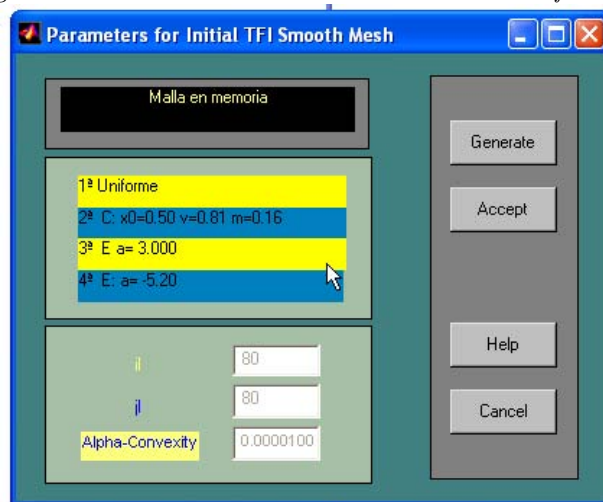 Parameters for Initial TFI Smooth Mesh
Malla en memoria
1ª Uniforme
2ª C: x0=0.50 v=0.81 m=0.16
3ª E a= 3.000
4ª E: a= -5.20
il
80
jl
80
Alpha-Convexity
0.0000100
Generate
Accept
Help
Cancel